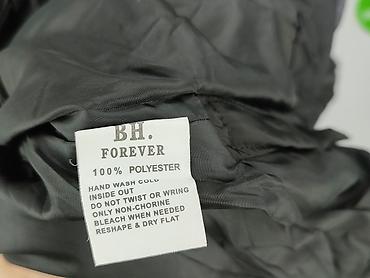 BH.
FOREVER
100% POLYESTER
HAND WASH COLD
INSIDE OUT
DO NOT TWIST OR WRING
ONLY NON-CHORINE
BLEACH WHEN NEEDED
RESHAPE & DRY FLAT